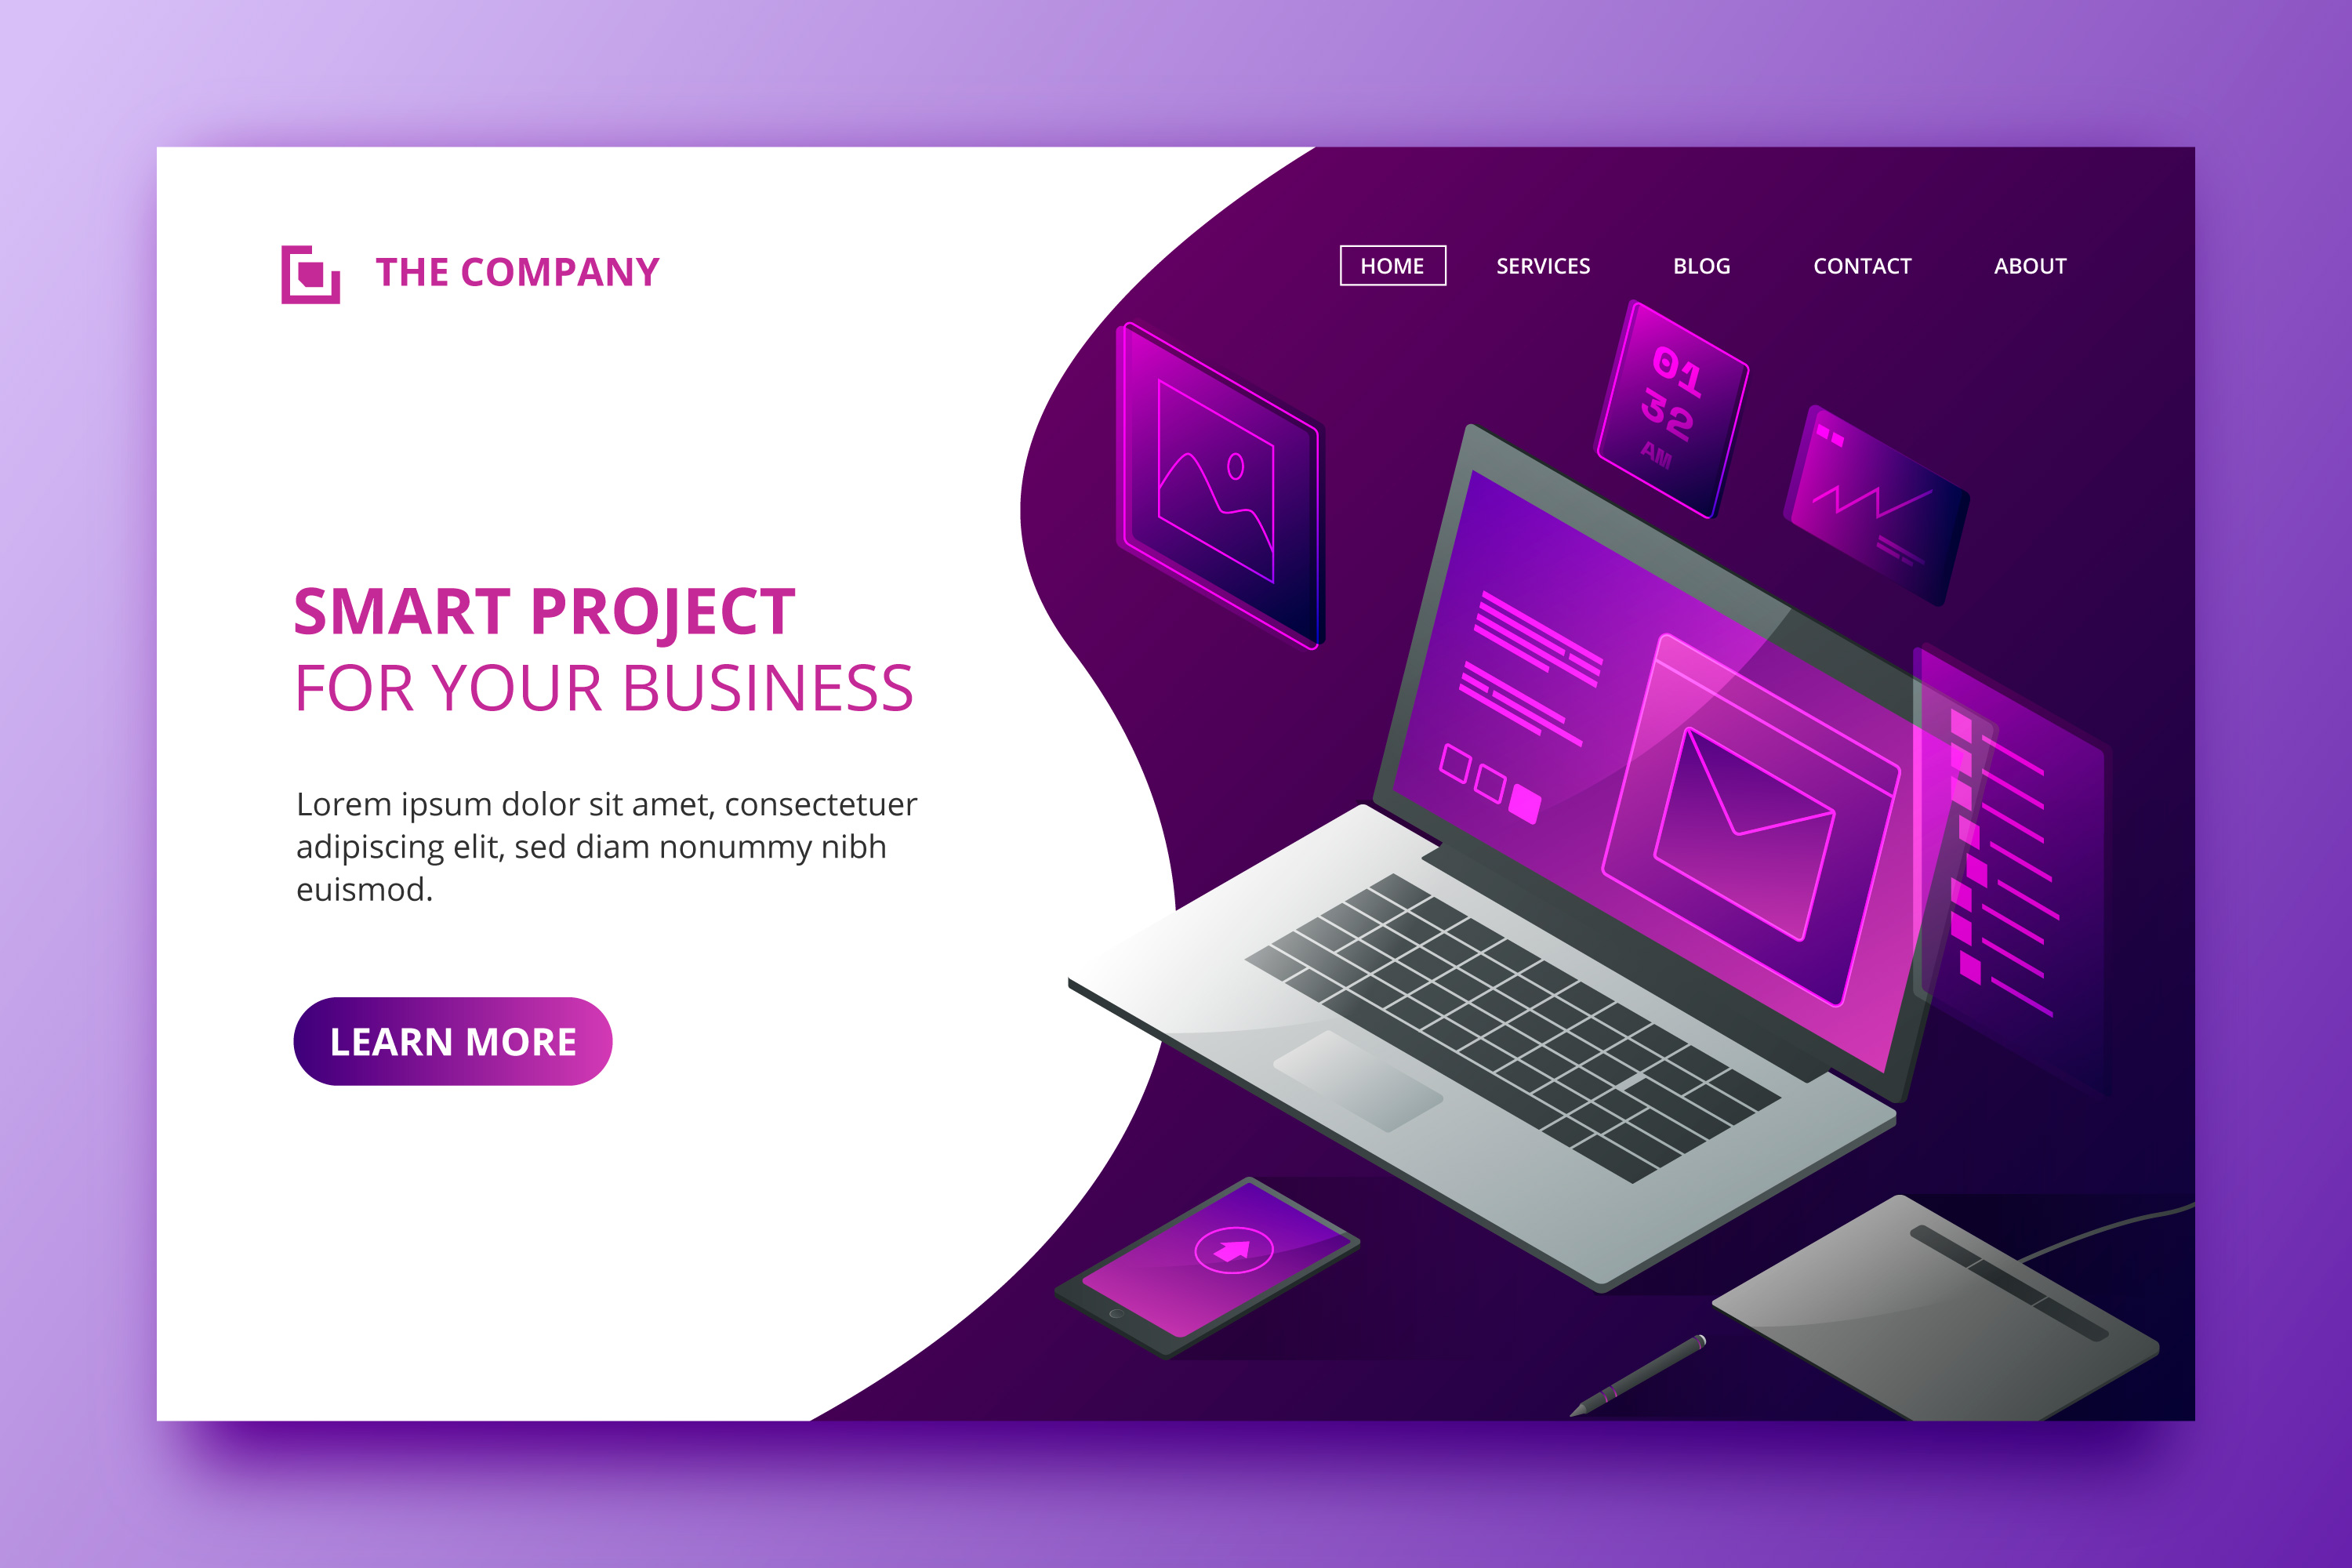 THE COMPANY
HOME SERVICES BLOG CONTACT ABOUT
01
32
AM
SMART PROJECT
FOR YOUR BUSINESS
Lorem ipsum dolor sit amet, consectetuer
adipiscing elit, sed diam nonummy nibh
euismod.
LEARN MORE